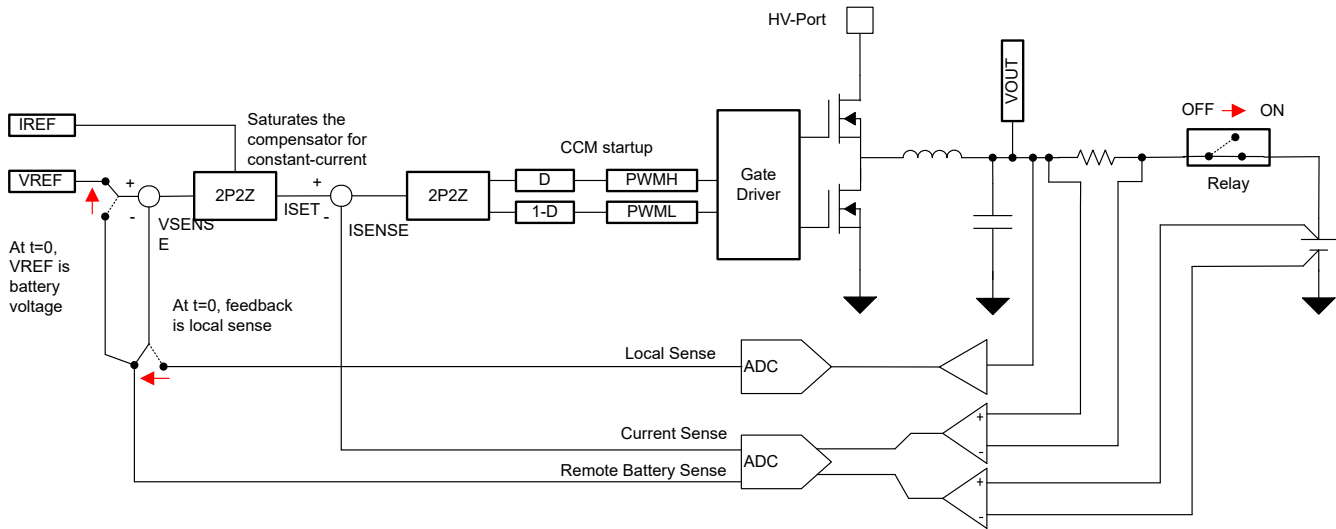 HV-Port
VOUT
OFF
ON
Relay
IREF
VREF
Saturates the
compensator for
constant-current
CCM startup
+
-
2P2Z
ISET
+
-
2P2Z
D
PWMH
1-D
PWML
Gate
Driver
VSENS
E
ISENSE
At t=0,
VREF is
battery
voltage
At t=0, feedback
is local sense
Local Sense
ADC
Current Sense
ADC
+
-
Remote Battery Sense
+
-